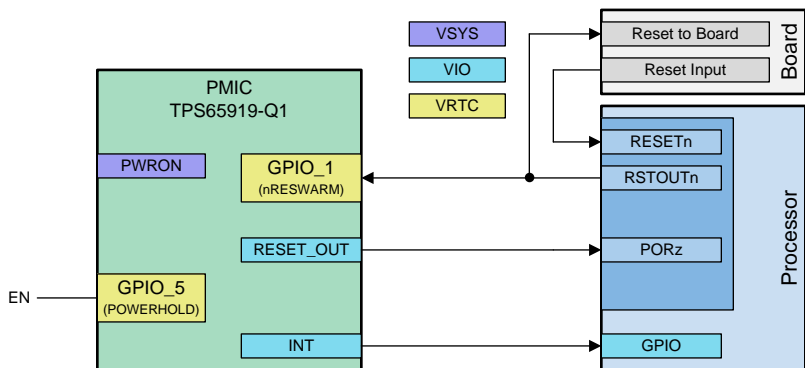 VSYS
VIO
VRTC
Reset to Board
Reset Input
Board
PMIC
TPS65919-Q1
PWRON
GPIO_1
(nRESWARM)
RESET_OUT
EN
GPIO_5
(POWERHOLD)
INT
RESETn
RSTOUTn
PORz
GPIO
Processor